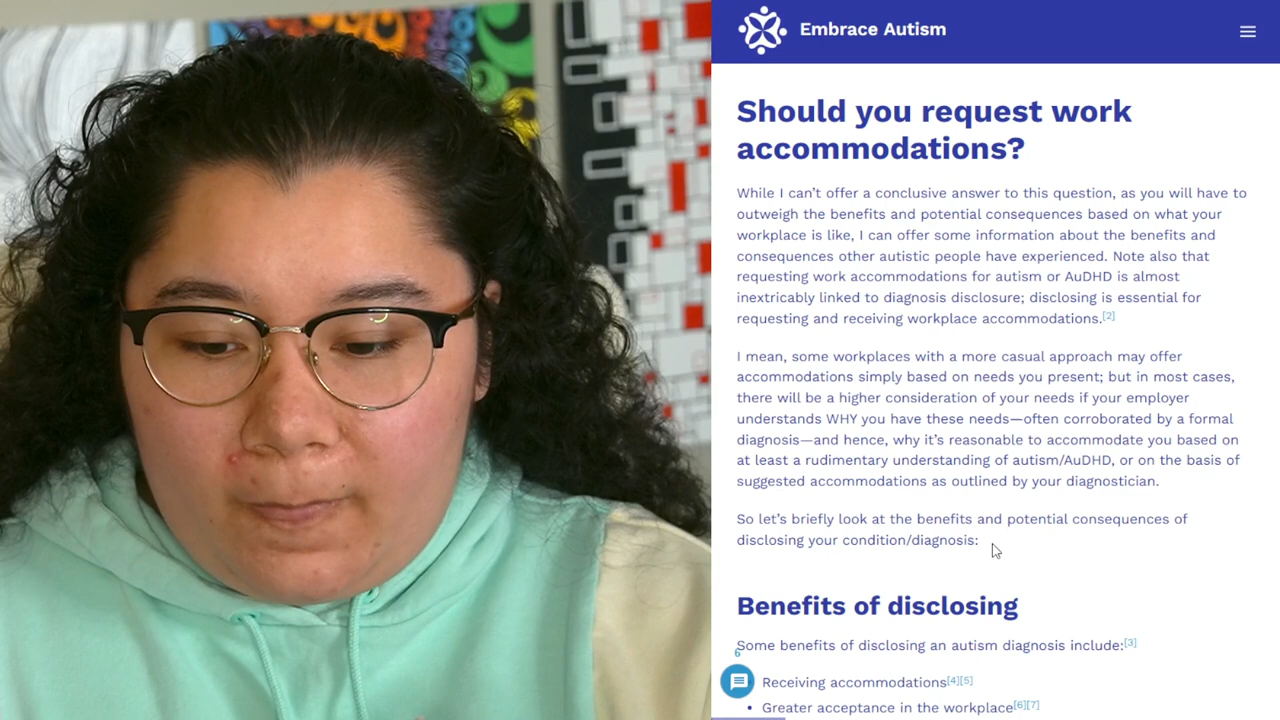 Embrace Autism
Should you request work
accommodations?
While I can't offer a conclusive answer to this question, as you will have to
outweigh the benefits and potential consequences based on what your
workplace is like, I can offer some information about the benefits and
consequences other autistic people have experienced. Note also that
requesting work accommodations for autism or AuDHD is almost
inextricably linked to diagnosis disclosure; disclosing is essential for
requesting and receiving workplace accommodations.[2]
I mean, some workplaces with a more casual approach may offer
accommodations simply based on needs you present; but in most cases,
there will be a higher consideration of your needs if your employer
understands WHY you have these needs—often corroborated by a formal
diagnosis—and hence, why it's reasonable to accommodate you based on
at least a rudimentary understanding of autism/AuDHD, or on the basis of
suggested accommodations as outlined by your diagnostician.
So let's briefly look at the benefits and potential consequences of
disclosing your condition/diagnosis:
Benefits of disclosing
Some benefits of disclosing an autism diagnosis include:[3]
6
• Receiving accommodations[4][5]
• Greater acceptance in the workplace[6][7]